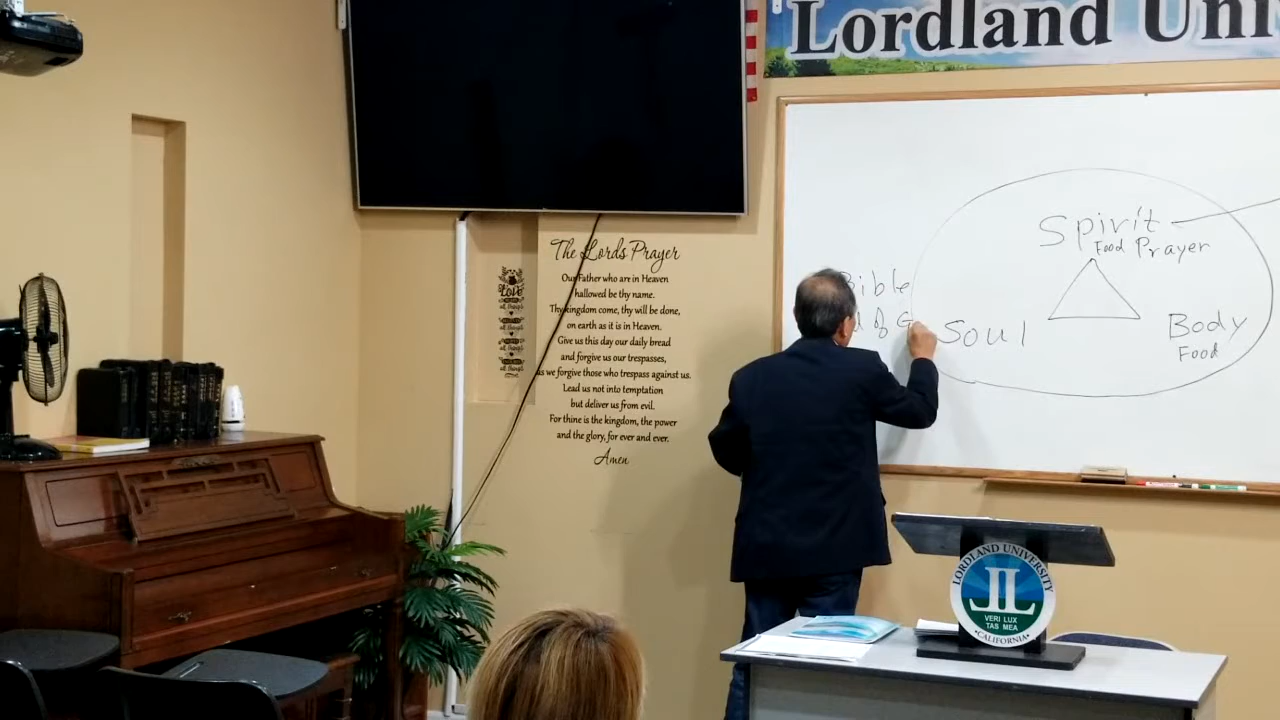 Lordland Uni
The Lords Prayer
Our Father who are in Heaven
hallowed be thy name.
Thy kingdom come, thy will be done,
on earth as it is in Heaven.
Give us this day our daily bread
and forgive us our trespasses,
as we forgive those who trespass against us.
Lead us not into temptation
but deliver us from evil.
For thine is the kingdom, the power
and the glory, for ever and ever.
Amen
LOVE
Spirit
Food Prayer
Bible
of G
Soul
Body
Food
LORDLAND UNIVERSITY
VERI LUX
TAS MEA
•CALIFORNIA•